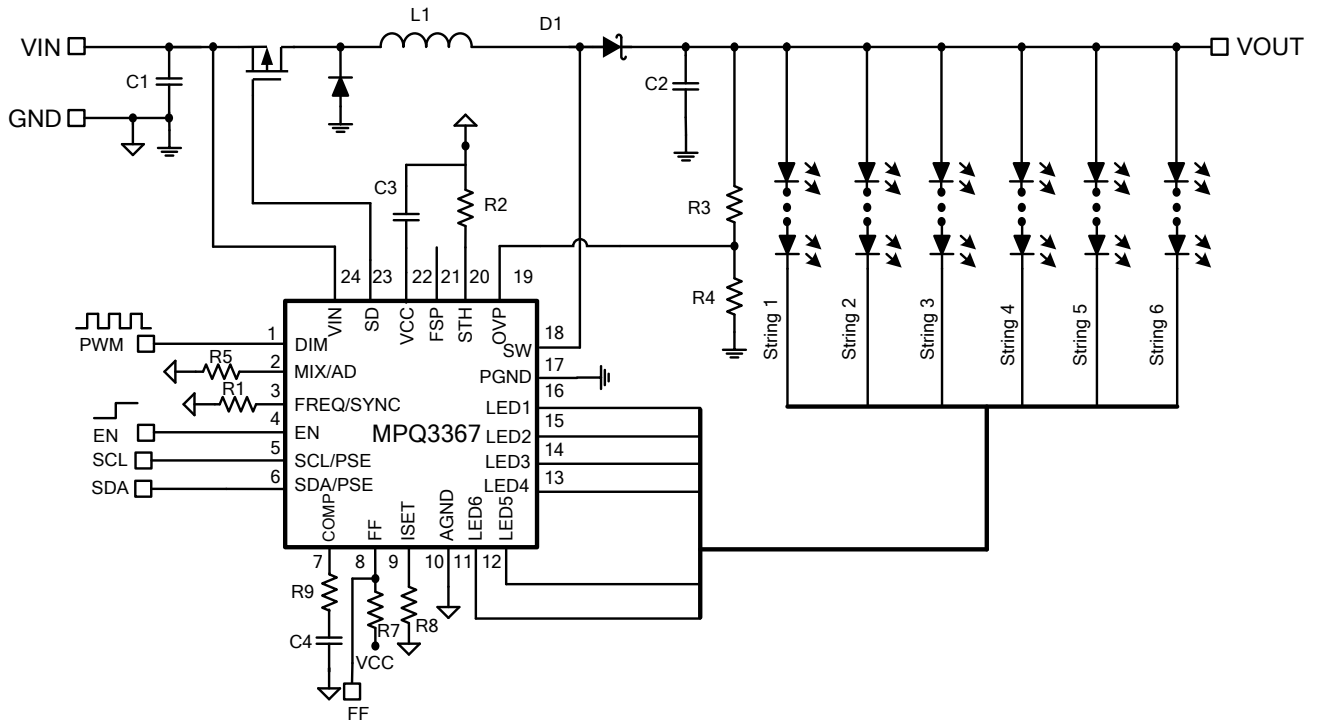 L1
D1
VIN
VOUT
C1
C2
GND
C3
R2
R3
24
23
22
21
20
19
R4
String 1
String 2
String 3
String 4
String 5
String 6
VIN
SD
VCC
FSP
STH
OVP
18
SW
PWM
1
DIM
17
PGND
R5
2
MIX/AD
16
LED1
R1
3
FREQ/SYNC
15
LED2
EN
4
EN
MPQ3367
14
LED3
SCL
5
SCL/PSE
13
LED4
SDA
6
SDA/PSE
COMP
FF
ISET
AGND
LED6
LED5
7
8
9
10
11
12
R9
R7
R8
C4
VCC
FF